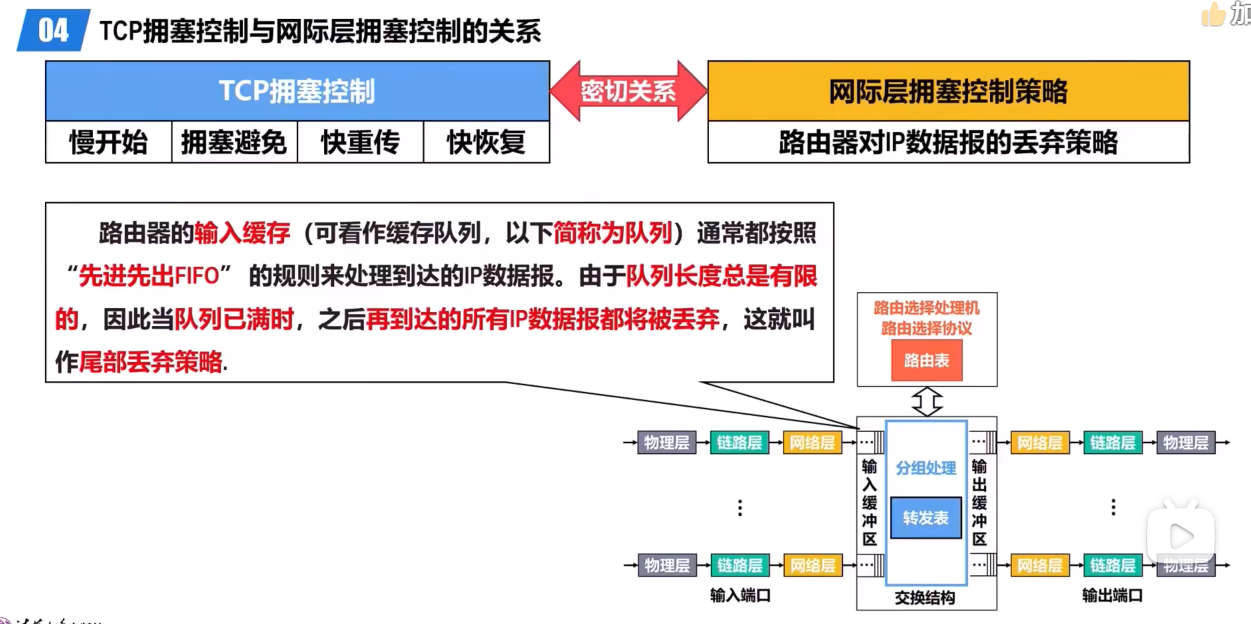 04 TCP拥塞控制与网际层拥塞控制的关系
加
TCP拥塞控制
密切关系
网际层拥塞控制策略
慢开始 拥塞避免 快重传 快恢复
路由器对IP数据报的丢弃策略
路由器的输入缓存（可看作缓存队列，以下简称为队列）通常都按照
“先进先出FIFO” 的规则来处理到达的IP数据报。由于队列长度总是有限
的，因此当队列已满时，之后再到达的所有IP数据报都将被丢弃，这就叫
作尾部丢弃策略.
路由选择处理机
路由选择协议
路由表
物理层 链路层 网络层
输入缓冲区
分组处理
转发表
输出缓冲区
网络层 链路层 物理层
物理层 链路层 网络层
网络层 链路层 物理层
输入端口
交换结构
输出端口